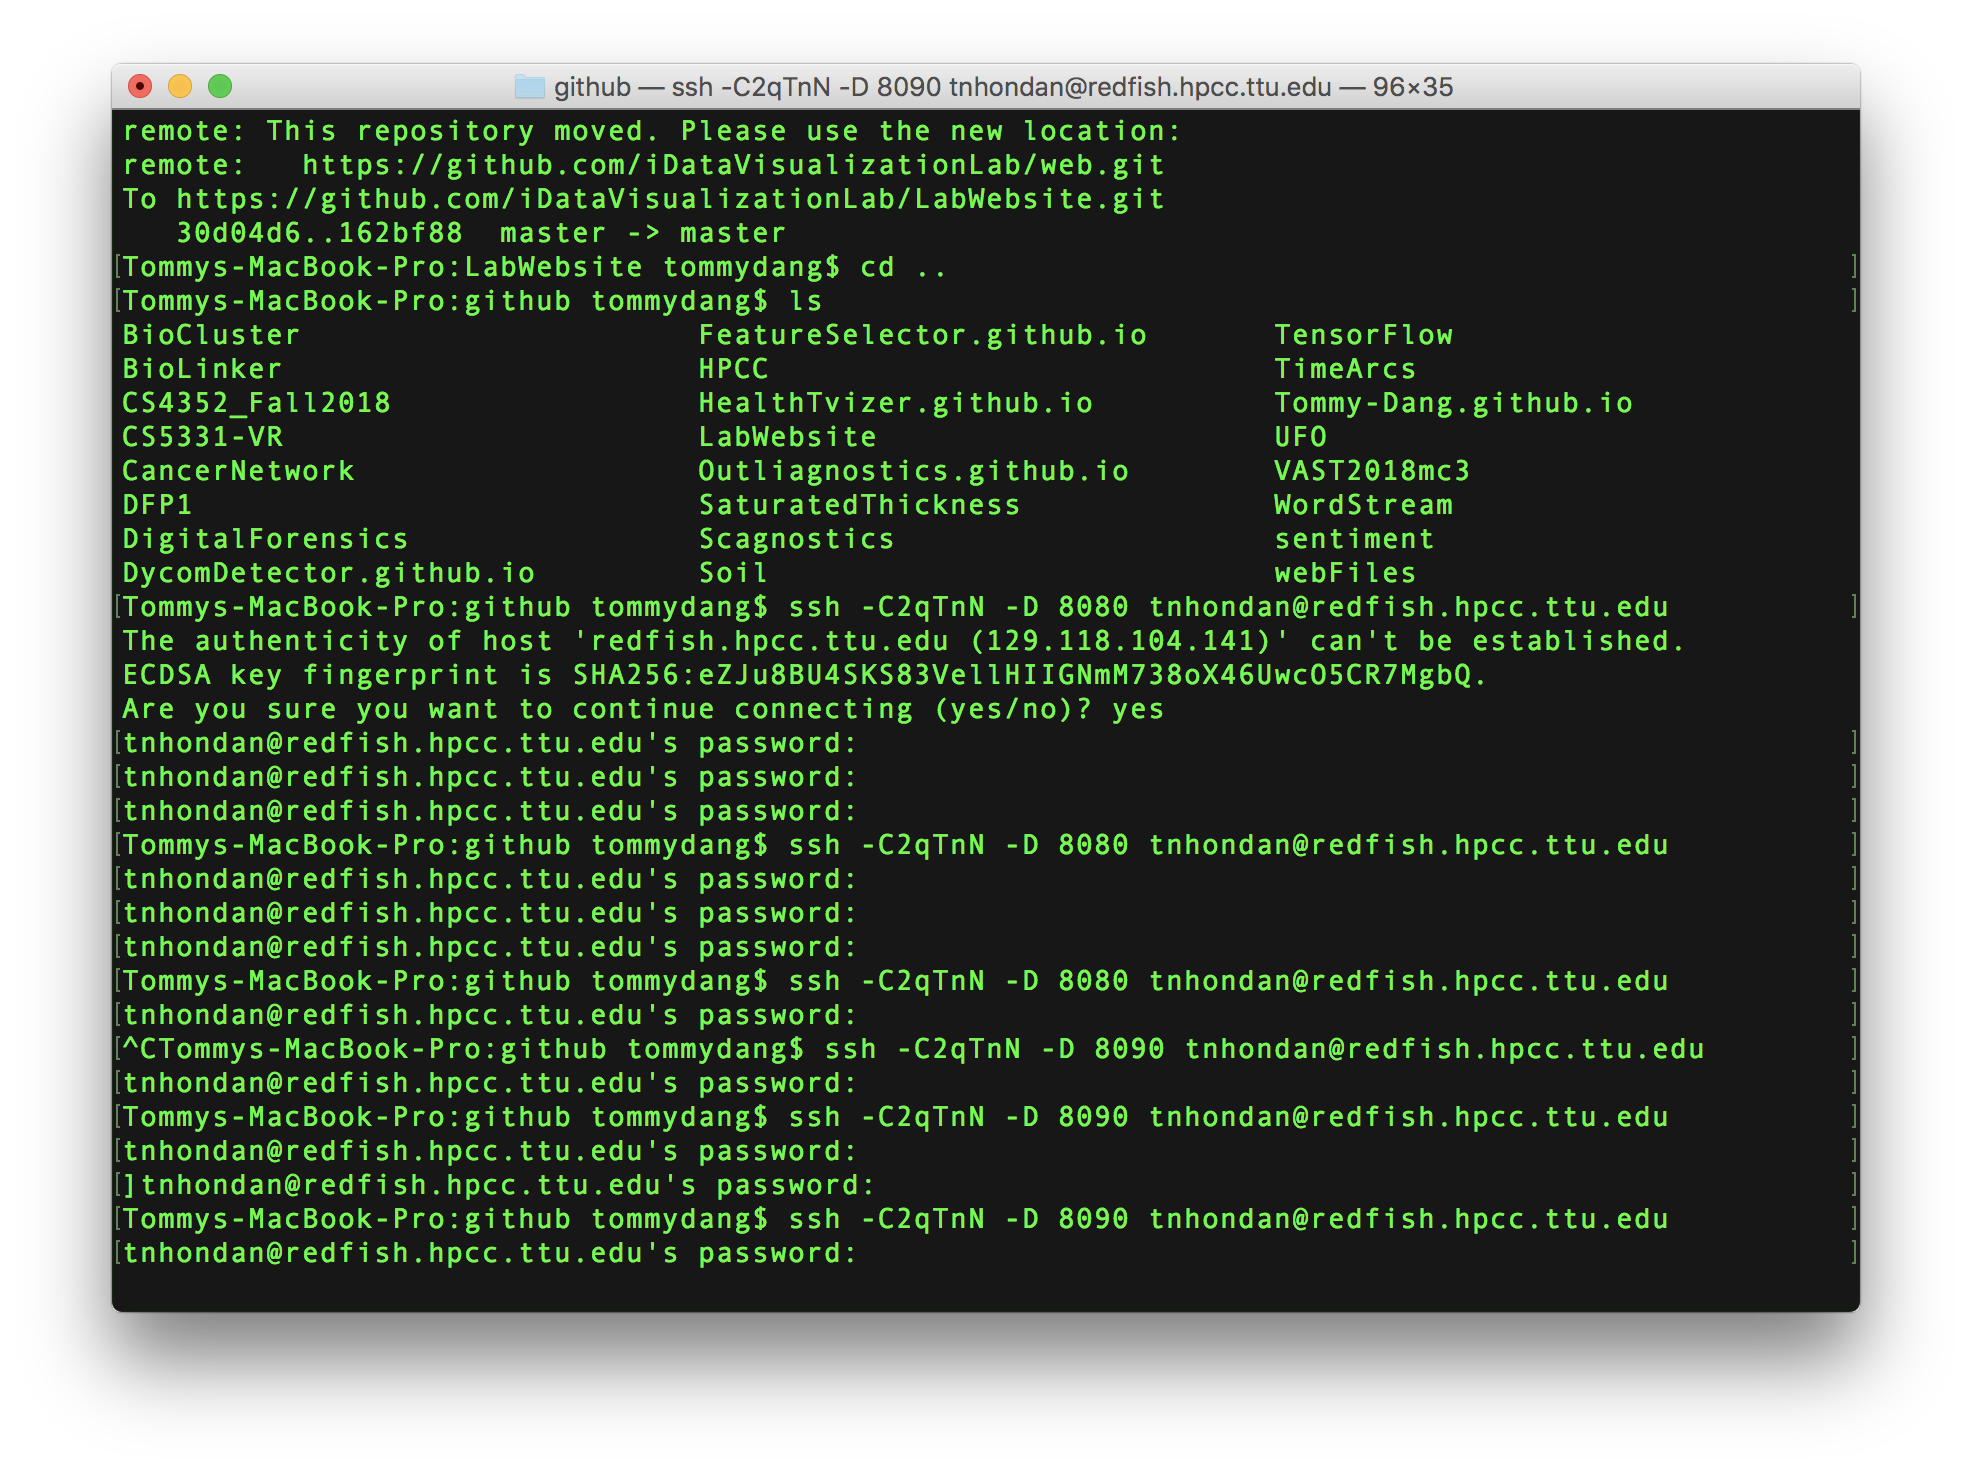 github — ssh -C2qTnN -D 8090 tnhondan@redfish.hpcc.ttu.edu — 96×35
remote: This repository moved. Please use the new location:
remote:   https://github.com/iDataVisualizationLab/web.git
To https://github.com/iDataVisualizationLab/LabWebsite.git
   30d04d6..162bf88  master -> master
[Tommys-MacBook-Pro:LabWebsite tommydang$ cd .. ]
[Tommys-MacBook-Pro:github tommydang$ ls ]
BioCluster FeatureSelector.github.io TensorFlow
BioLinker HPCC TimeArcs
CS4352_Fall2018 HealthTvizer.github.io Tommy-Dang.github.io
CS5331-VR LabWebsite UFO
CancerNetwork Outliagnostics.github.io VAST2018mc3
DFP1 SaturatedThickness WordStream
DigitalForensics Scagnostics sentiment
DycomDetector.github.io Soil webFiles
[Tommys-MacBook-Pro:github tommydang$ ssh -C2qTnN -D 8080 tnhondan@redfish.hpcc.ttu.edu ]
The authenticity of host 'redfish.hpcc.ttu.edu (129.118.104.141)' can't be established.
ECDSA key fingerprint is SHA256:eZJu8BU4SKS83VellHIIGNmM738oX46UwcO5CR7MgbQ.
Are you sure you want to continue connecting (yes/no)? yes
[tnhondan@redfish.hpcc.ttu.edu's password: ]
[tnhondan@redfish.hpcc.ttu.edu's password: ]
[tnhondan@redfish.hpcc.ttu.edu's password: ]
[Tommys-MacBook-Pro:github tommydang$ ssh -C2qTnN -D 8080 tnhondan@redfish.hpcc.ttu.edu ]
[tnhondan@redfish.hpcc.ttu.edu's password: ]
[tnhondan@redfish.hpcc.ttu.edu's password: ]
[tnhondan@redfish.hpcc.ttu.edu's password: ]
[Tommys-MacBook-Pro:github tommydang$ ssh -C2qTnN -D 8080 tnhondan@redfish.hpcc.ttu.edu ]
[tnhondan@redfish.hpcc.ttu.edu's password: ]
[^CTommys-MacBook-Pro:github tommydang$ ssh -C2qTnN -D 8090 tnhondan@redfish.hpcc.ttu.edu ]
[tnhondan@redfish.hpcc.ttu.edu's password: ]
[Tommys-MacBook-Pro:github tommydang$ ssh -C2qTnN -D 8090 tnhondan@redfish.hpcc.ttu.edu ]
[tnhondan@redfish.hpcc.ttu.edu's password: ]
[]tnhondan@redfish.hpcc.ttu.edu's password: ]
[Tommys-MacBook-Pro:github tommydang$ ssh -C2qTnN -D 8090 tnhondan@redfish.hpcc.ttu.edu ]
[tnhondan@redfish.hpcc.ttu.edu's password: ]